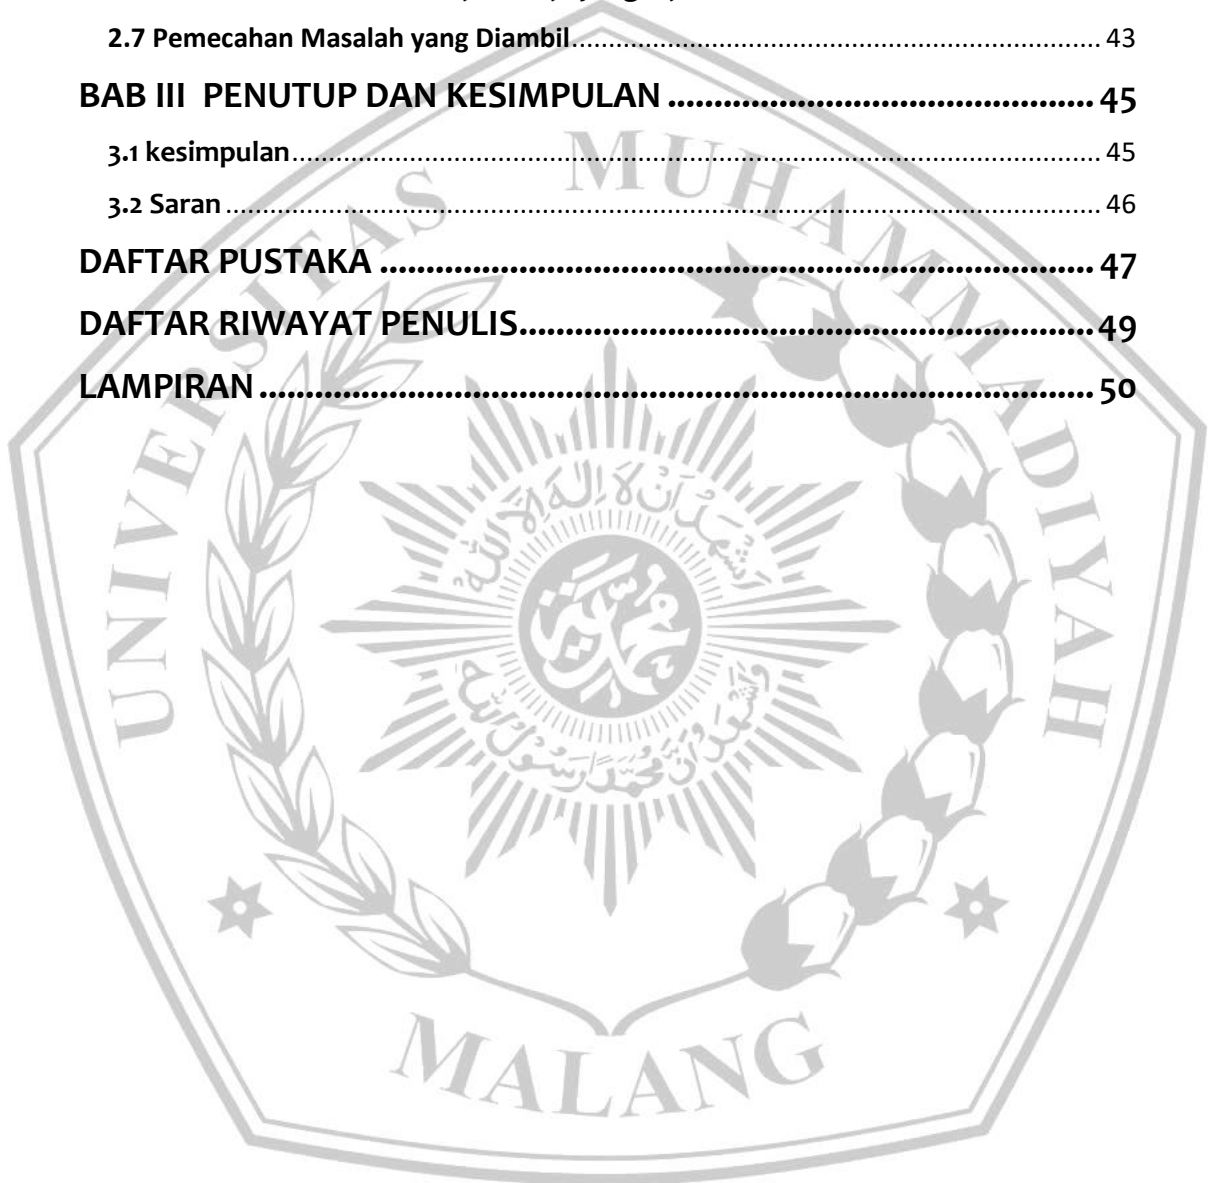 2.7 Pemecahan Masalah yang Diambil........................................................................... 43
BAB III PENUTUP DAN KESIMPULAN ............................................... 45
3.1 kesimpulan................................................................................................................ 45
3.2 Saran ......................................................................................................................... 46
DAFTAR PUSTAKA .............................................................................. 47
DAFTAR RIWAYAT PENULIS............................................................... 49
LAMPIRAN ........................................................................................... 50
UNIVERSITAS MUHAMMADIYAH
MALANG